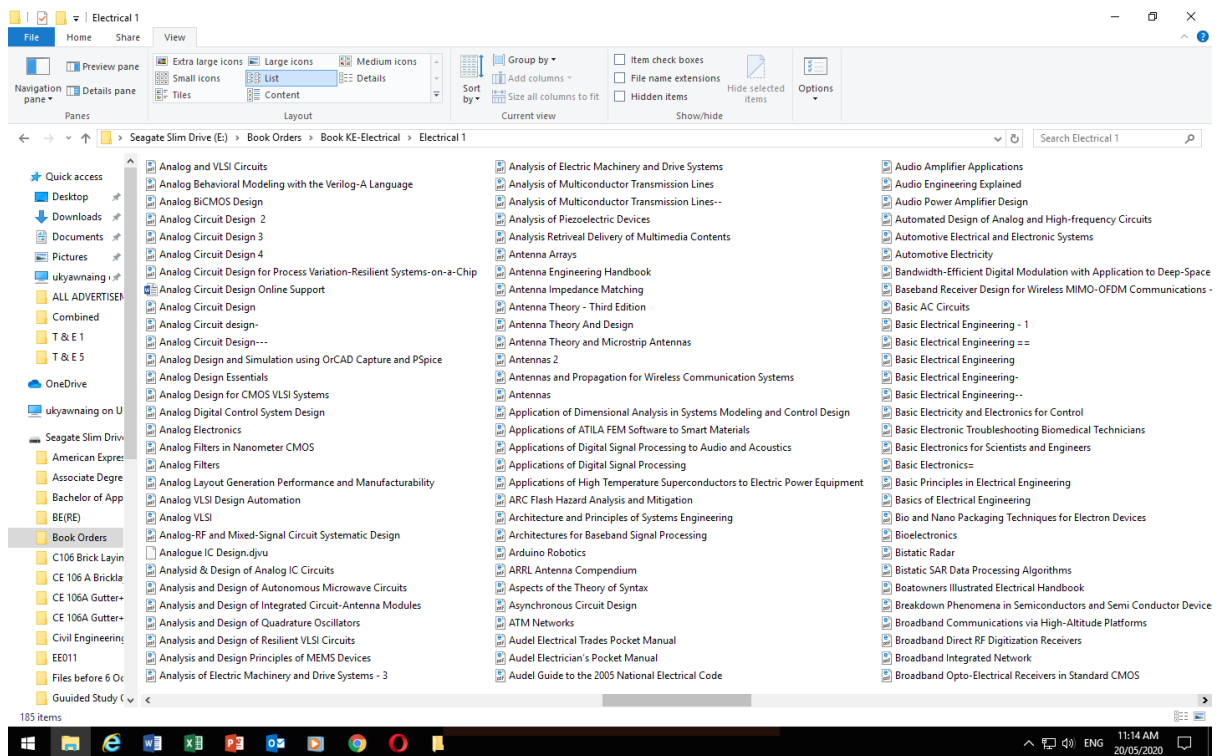 Electrical 1
File Home Share View
Navigation pane
Preview pane
Details pane
Panes
Extra large icons Large icons Medium icons
Small icons List Details
Tiles Content
Layout
Sort by
Group by
Add columns
Size all columns to fit
Current view
Item check boxes
File name extensions
Hidden items
Hide selected items
Show/hide
Options
Seagate Slim Drive (E:) > Book Orders > Book KE-Electrical > Electrical 1
Search Electrical 1
Quick access
Desktop
Downloads
Documents
Pictures
ukyawnaing
ALL ADVERTISEN
Combined
T & E 1
T & E 5
OneDrive
ukyawnaing on U
Seagate Slim Driv
American Expres
Associate Degre
Bachelor of App
BE(RE)
Book Orders
C106 Brick Layin
CE 106 A Brickla
CE 106A Gutter+
CE 106A Gutter+
Civil Engineering
EE011
Files before 6 Oc
Guuided Study (
Analog and VLSI Circuits
Analog Behavioral Modeling with the Verilog-A Language
Analog BiCMOS Design
Analog Circuit Design 2
Analog Circuit Design 3
Analog Circuit Design 4
Analog Circuit Design for Process Variation-Resilient Systems-on-a-Chip
Analog Circuit Design Online Support
Analog Circuit Design
Analog Circuit design-
Analog Circuit Design---
Analog Design and Simulation using OrCAD Capture and PSpice
Analog Design Essentials
Analog Design for CMOS VLSI Systems
Analog Digital Control System Design
Analog Electronics
Analog Filters in Nanometer CMOS
Analog Filters
Analog Layout Generation Performance and Manufacturability
Analog VLSI Design Automation
Analog VLSI
Analog-RF and Mixed-Signal Circuit Systematic Design
Analogue IC Design.djvu
Analysid & Design of Analog IC Circuits
Analysis and Design of Autonomous Microwave Circuits
Analysis and Design of Integrated Circuit-Antenna Modules
Analysis and Design of Quadrature Oscillators
Analysis and Design of Resilient VLSI Circuits
Analysis and Design Principles of MEMS Devices
Analysis of Electric Machinery and Drive Systems - 3
Analysis of Electric Machinery and Drive Systems
Analysis of Multiconductor Transmission Lines
Analysis of Multiconductor Transmission Lines--
Analysis of Piezoelectric Devices
Analysis Retriveral Delivery of Multimedia Contents
Antenna Arrays
Antenna Engineering Handbook
Antenna Impedance Matching
Antenna Theory - Third Edition
Antenna Theory And Design
Antenna Theory and Microstrip Antennas
Antennas 2
Antennas and Propagation for Wireless Communication Systems
Antennas
Application of Dimensional Analysis in Systems Modeling and Control Design
Applications of ATILA FEM Software to Smart Materials
Applications of Digital Signal Processing to Audio and Acoustics
Applications of Digital Signal Processing
Applications of High Temperature Superconductors to Electric Power Equipment
ARC Flash Hazard Analysis and Mitigation
Architecture and Principles of Systems Engineering
Architectures for Baseband Signal Processing
Arduino Robotics
ARRL Antenna Compendium
Aspects of the Theory of Syntax
Asynchronous Circuit Design
ATM Networks
Audel Electrical Trades Pocket Manual
Audel Electrician's Pocket Manual
Audel Guide to the 2005 National Electrical Code
Audio Amplifier Applications
Audio Engineering Explained
Audio Power Amplifier Design
Automated Design of Analog and High-frequency Circuits
Automotive Electrical and Electronic Systems
Automotive Electricity
Bandwidth-Efficient Digital Modulation with Application to Deep-Space
Baseband Receiver Design for Wireless MIMO-OFDM Communications -
Basic AC Circuits
Basic Electrical Engineering - 1
Basic Electrical Engineering ==
Basic Electrical Engineering
Basic Electrical Engineering-
Basic Electrical Engineering--
Basic Electricity and Electronics for Control
Basic Electronic Troubleshooting Biomedical Technicians
Basic Electronics for Scientists and Engineers
Basic Electronics=
Basic Principles in Electrical Engineering
Basics of Electrical Engineering
Bio and Nano Packaging Techniques for Electron Devices
Bioelectronics
Bistatic Radar
Bistatic SAR Data Processing Algorithms
Boatowners Illustrated Electrical Handbook
Breakdown Phenomena in Semiconductors and Semi Conductor Device
Broadband Communications via High-Altitude Platforms
Broadband Direct RF Digitization Receivers
Broadband Integrated Network
Broadband Opto-Electrical Receivers in Standard CMOS
185 items
ENG
11:14 AM
20/05/2020